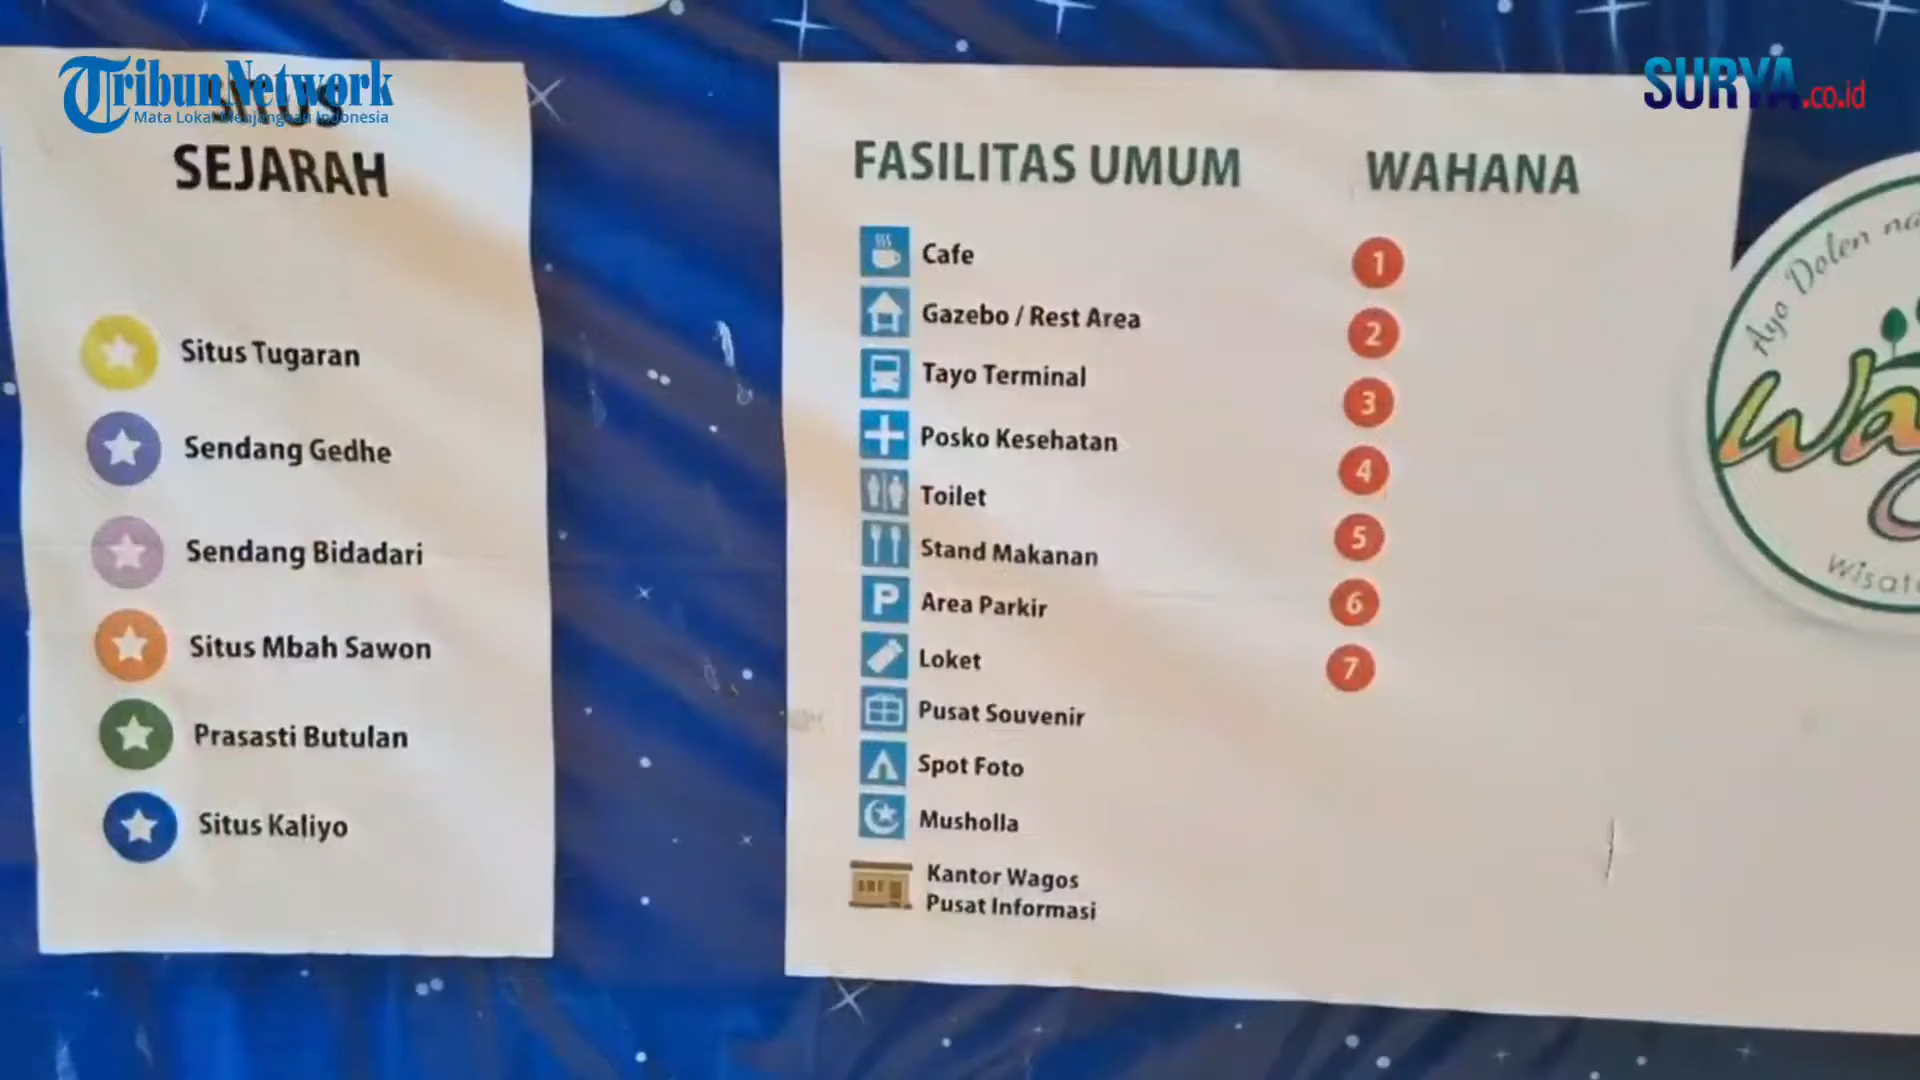 TribunNetwork
Mata Lokal Menjangkau Indonesia
SURYA.co.id
SITUS
SEJARAH
Situs Tugaran
Sendang Gedhe
Sendang Bidadari
Situs Mbah Sawon
Prasasti Butulan
Situs Kaliyo
FASILITAS UMUM
Cafe
Gazebo / Rest Area
Tayo Terminal
Posko Kesehatan
Toilet
Stand Makanan
P
Area Parkir
Loket
Pusat Souvenir
Spot Foto
Musholla
Kantor Wagos
Pusat Informasi
WAHANA
1
2
3
4
5
6
7
Ayo Dolen